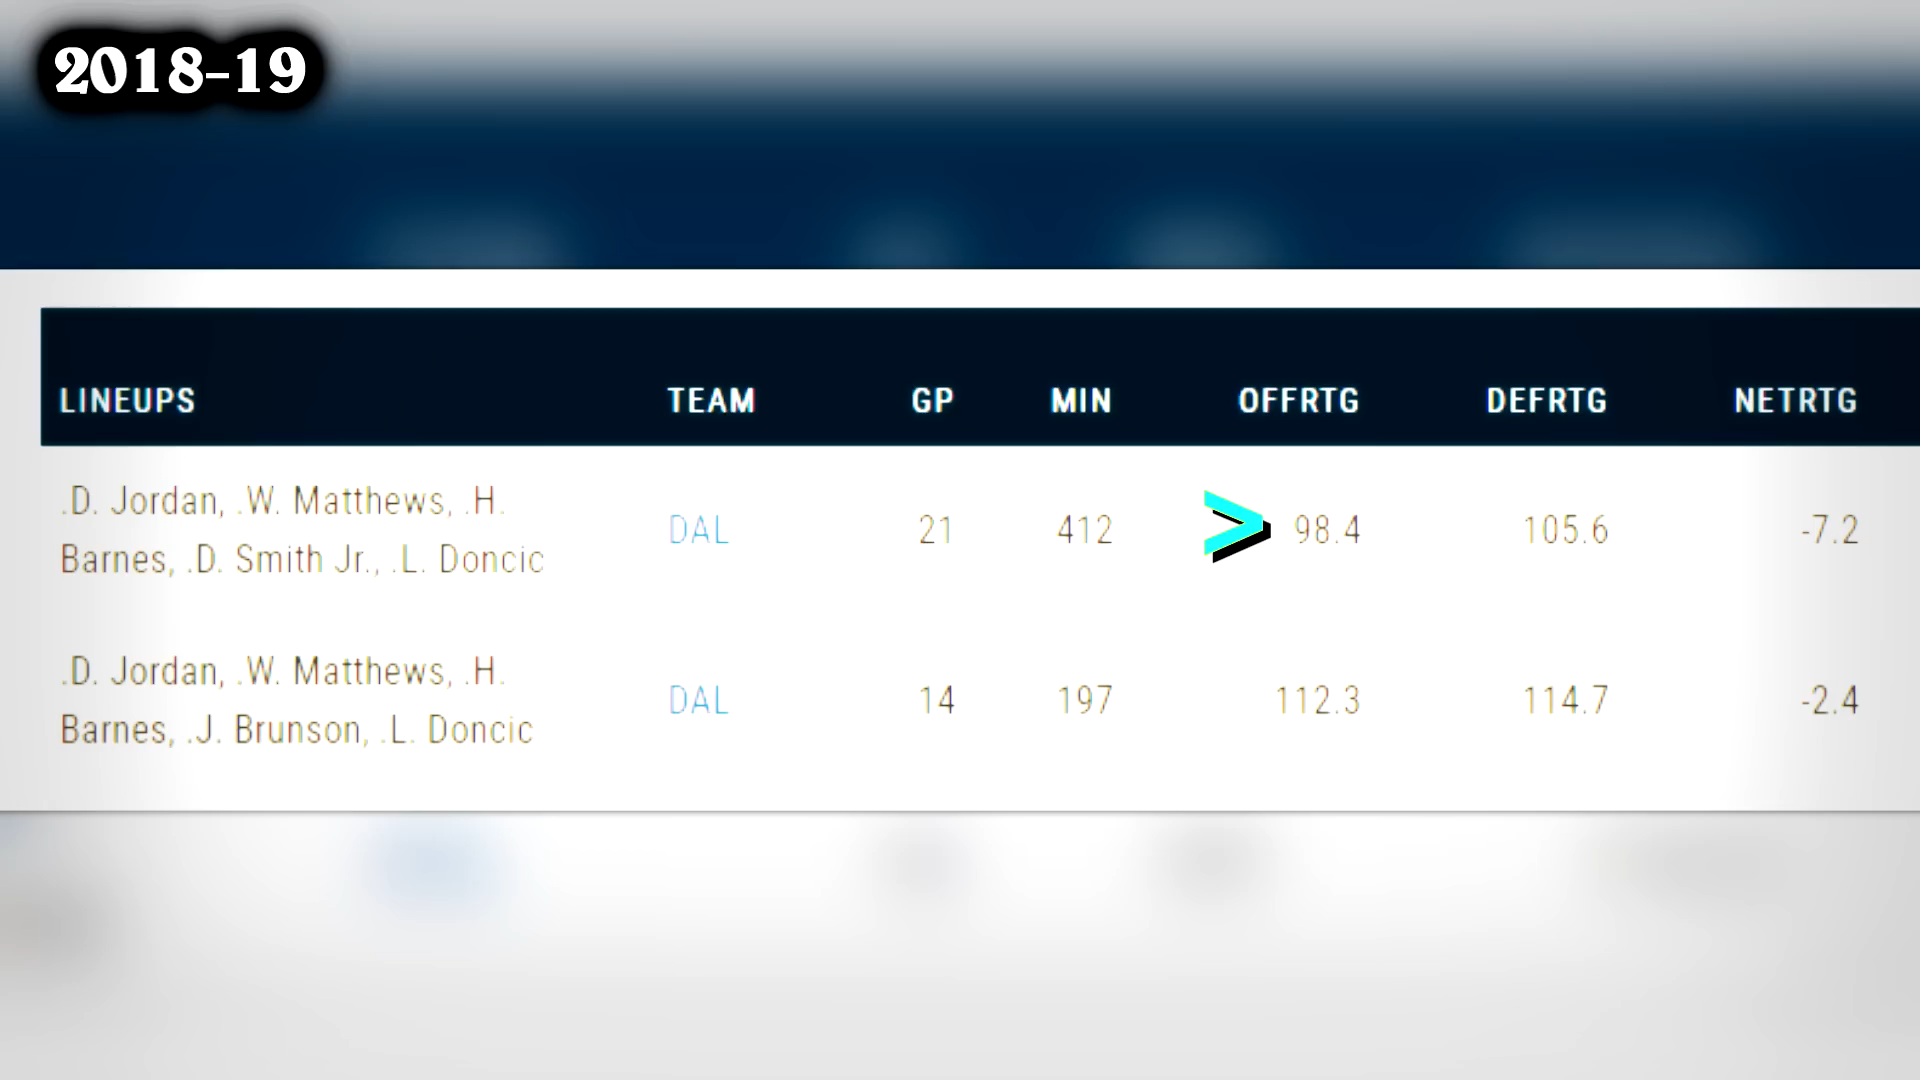 2018-19
LINEUPS TEAM GP MIN OFFRTG DEFRTG NETRTG
.D. Jordan, .W. Matthews, .H.
Barnes, .D. Smith Jr., .L. Doncic
DAL 21 412 > 98.4 105.6 -7.2
.D. Jordan, .W. Matthews, .H.
Barnes, .J. Brunson, .L. Doncic
DAL 14 197 112.3 114.7 -2.4